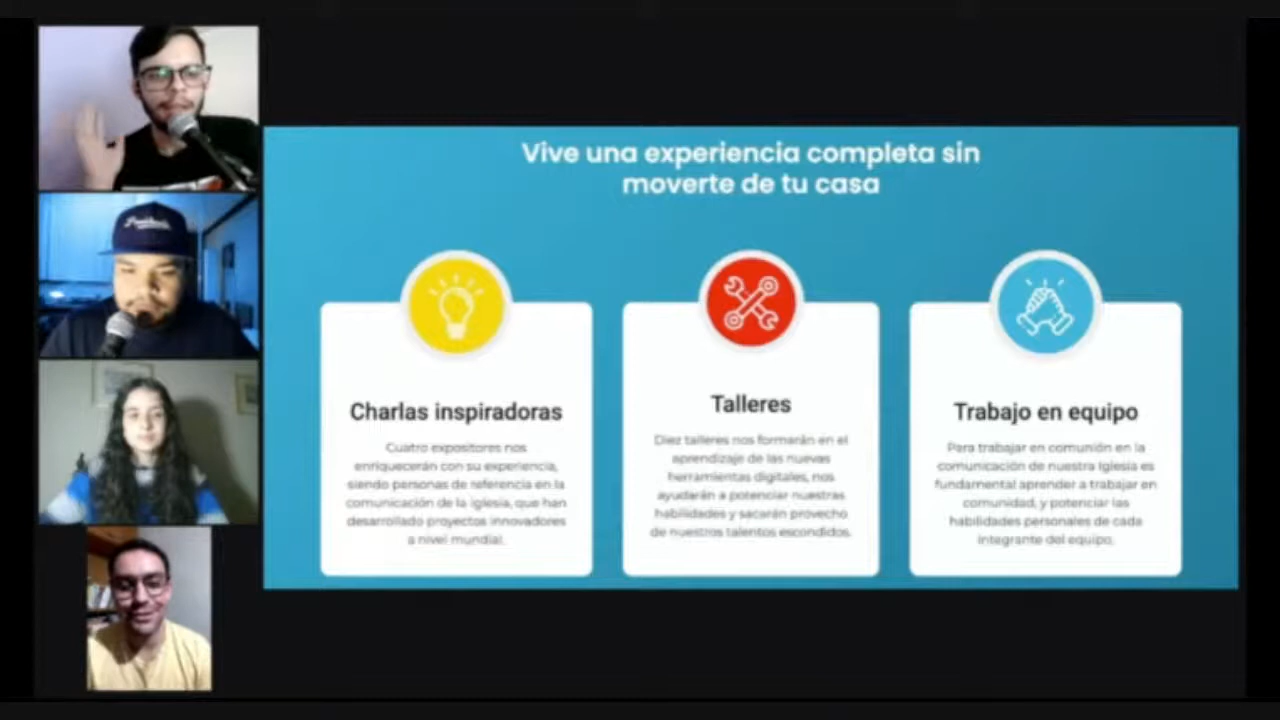 Vive una experiencia completa sin
moverte de tu casa
Charlas inspiradoras
Cuatro expositores nos
enriquecerán con su experiencia,
siendo personas de referencia en la
comunicación de la iglesia, que han
desarrollado proyectos innovadores
a nivel mundial.
Talleres
Diez talleres nos formarán en el
aprendizaje de las nuevas
herramientas digitales, nos
ayudarán a potenciar nuestras
habilidades y sacarán provecho
de nuestros talentos escondidos.
Trabajo en equipo
Para trabajar en comunión en la
comunicación de nuestra Iglesia es
fundamental aprender a trabajar en
comunidad, y potenciar las
habilidades personales de cada
integrante del equipo.